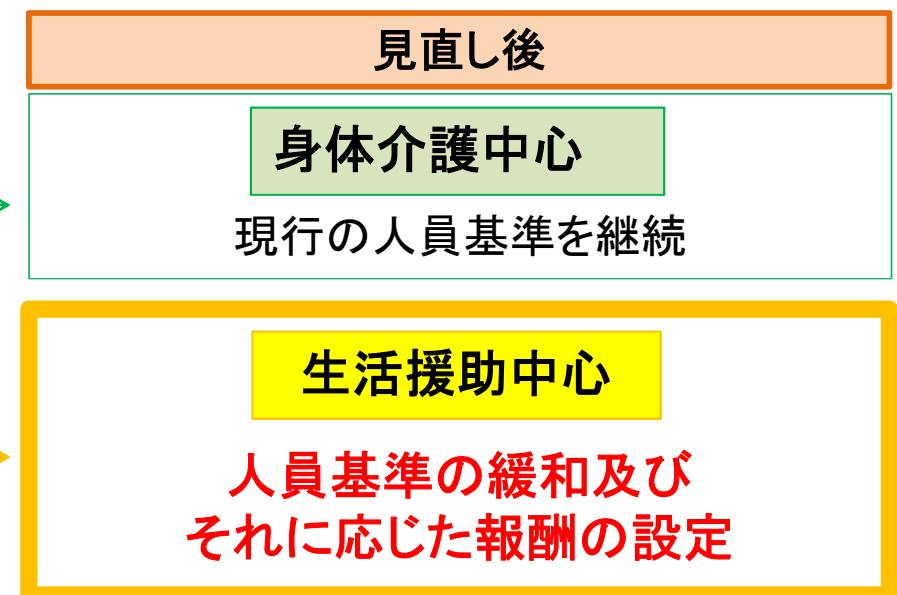 見直し後
身体介護中心
現行の人員基準を継続
生活援助中心
人員基準の緩和及び
それに応じた報酬の設定